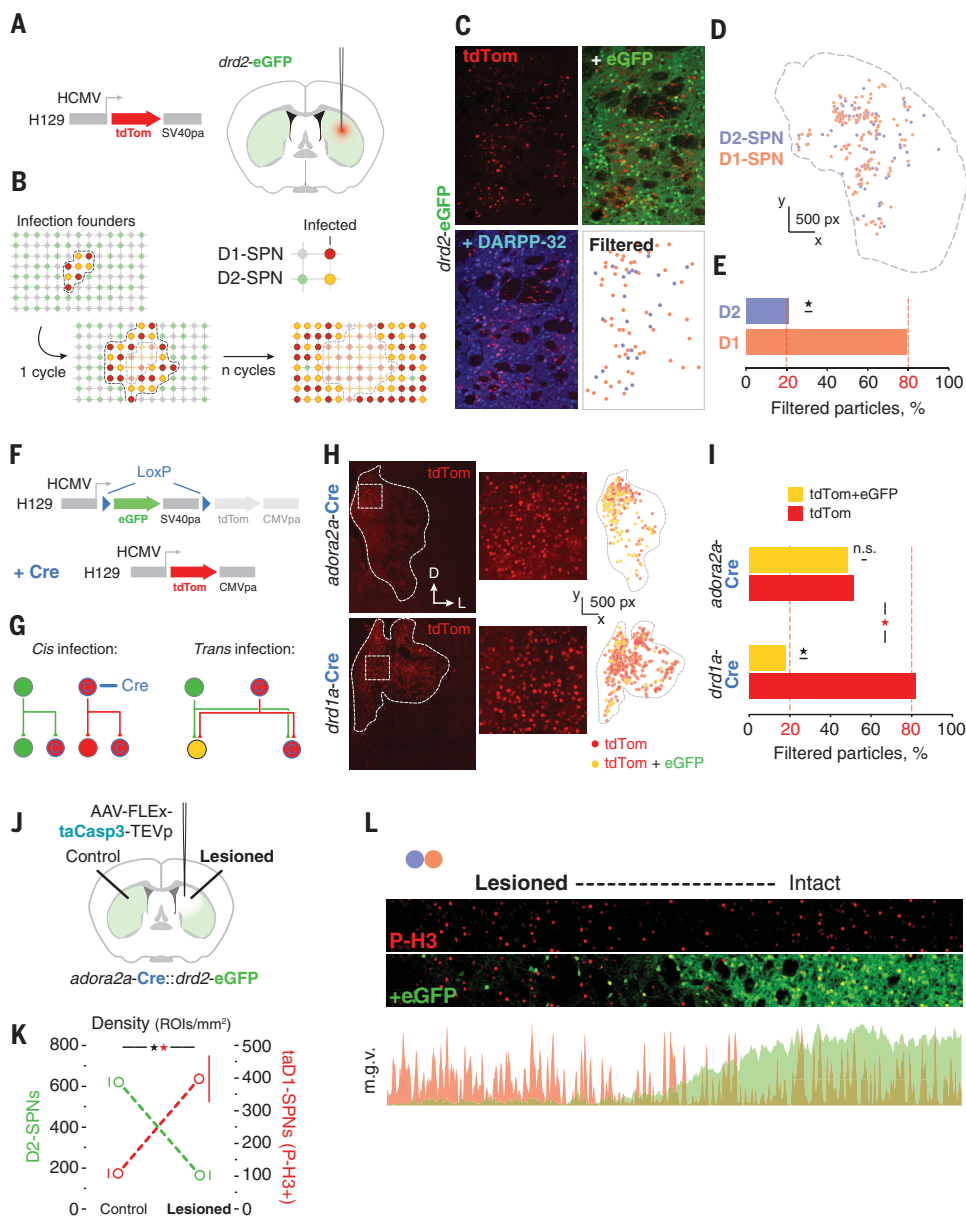 A
drd2-eGFP
HCMV
H129
tdTom
SV40pa
B
Infection founders
Infected
D1-SPN
D2-SPN
1 cycle
n cycles
C
drd2-eGFP
tdTom
+ eGFP
+ DARPP-32
Filtered
D
D2-SPN
D1-SPN
y
500 px
x
E
D2
D1
0
20
40
60
80
100
Filtered particles, %
F
LoxP
HCMV
H129
eGFP
SV40pa
tdTom
CMVpa
+ Cre
HCMV
H129
tdTom
CMVpa
G
Cis infection:
Trans infection:
C
Cre
C
C
C
C
H
adora2a-Cre
tdTom
D
L
y
500 px
x
drd1a-Cre
tdTom
tdTom
tdTom + eGFP
I
tdTom+eGFP
tdTom
adora2a-
Cre
n.s.
drd1a-
Cre
0
20
40
60
80
100
Filtered particles, %
J
AAV-FLEx-
taCasp3-TEVp
Control
Lesioned
adora2a-Cre::drd2-eGFP
K
Density (ROIs/mm²)
D2-SPNs
800
600
400
200
0
500
400
300
200
100
0
taD1-SPNs (P-H3+)
Control
Lesioned
L
Lesioned
Intact
P-H3
+eGFP
m.g.v.